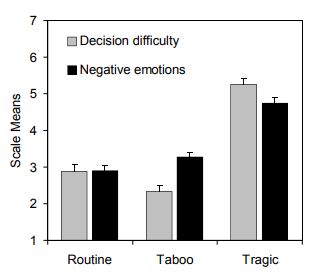 7
Decision difficulty
6
Negative emotions
5
Scale Means
4
3
2
1
Routine Taboo Tragic